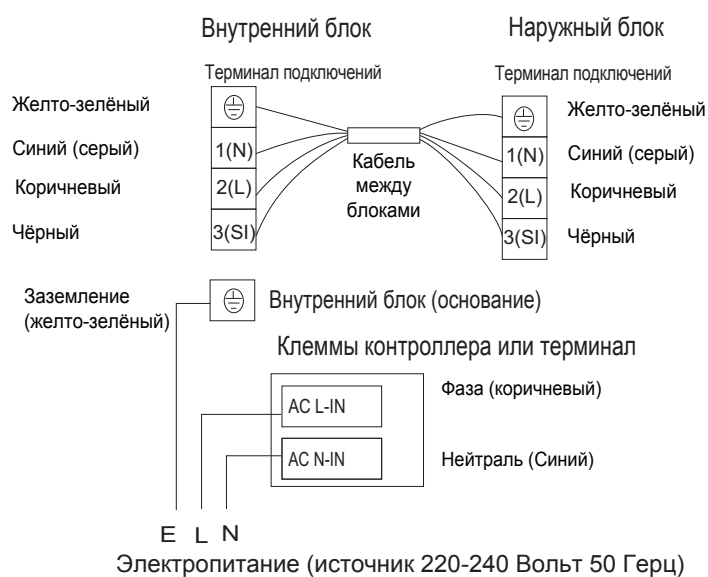 Внутренний блок
Наружный блок
Терминал подключений
Терминал подключений
Желто-зелёный
Желто-зелёный
Синий (серый)
1(N)
1(N)
Синий (серый)
Кабель
между
блоками
Коричневый
2(L)
2(L)
Коричневый
Чёрный
3(SI)
3(SI)
Чёрный
Заземление
(желто-зелёный)
Внутренний блок (основание)
Клеммы контроллера или терминал
AC L-IN
Фаза (коричневый)
AC N-IN
Нейтраль (Синий)
E L N
Электропитание (источник 220-240 Вольт 50 Герц)